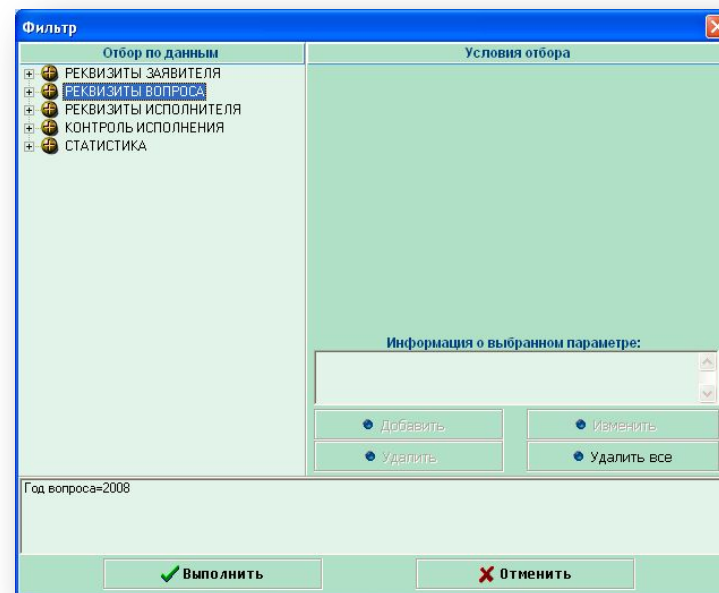 Фильтр
Отбор по данным
Условия отбора
РЕКВИЗИТЫ ЗАЯВИТЕЛЯ
РЕКВИЗИТЫ ВОПРОСА
РЕКВИЗИТЫ ИСПОЛНИТЕЛЯ
КОНТРОЛЬ ИСПОЛНЕНИЯ
СТАТИСТИКА
Информация о выбранном параметре:
Добавить
Изменить
Удалить
Удалить все
Год вопроса=2008
Выполнить
Отменить